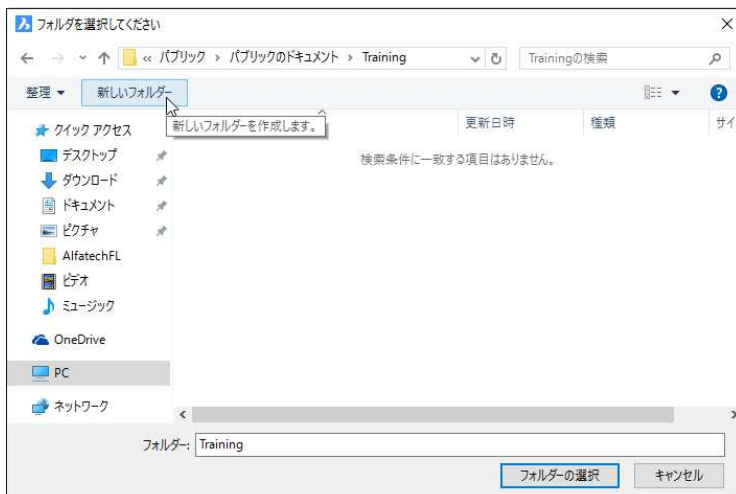 フォルダを選択してください
« パブリック › パブリックのドキュメント › Training
Trainingの検索
整理
新しいフォルダー
新しいフォルダーを作成します。
更新日時
種類
サイ
検索条件に一致する項目はありません。
クイック アクセス
デスクトップ
ダウンロード
ドキュメント
ピクチャ
AlfatechFL
ビデオ
ミュージック
OneDrive
PC
ネットワーク
フォルダー: Training
フォルダーの選択
キャンセル